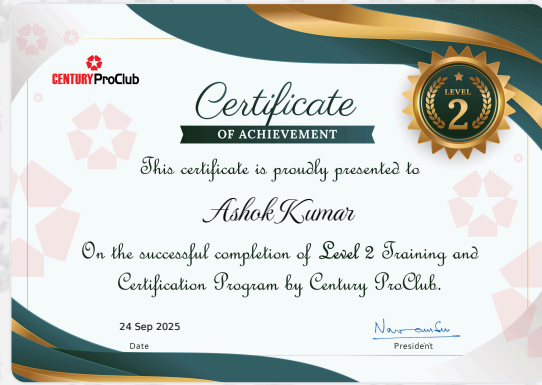 CENTURY ProClub
LEVEL
2
Certificate
OF ACHIEVEMENT
This certificate is proudly presented to
Ashok Kumar
On the successful completion of Level 2 Training and
Certification Program by Century ProClub.
24 Sep 2025
Date
President